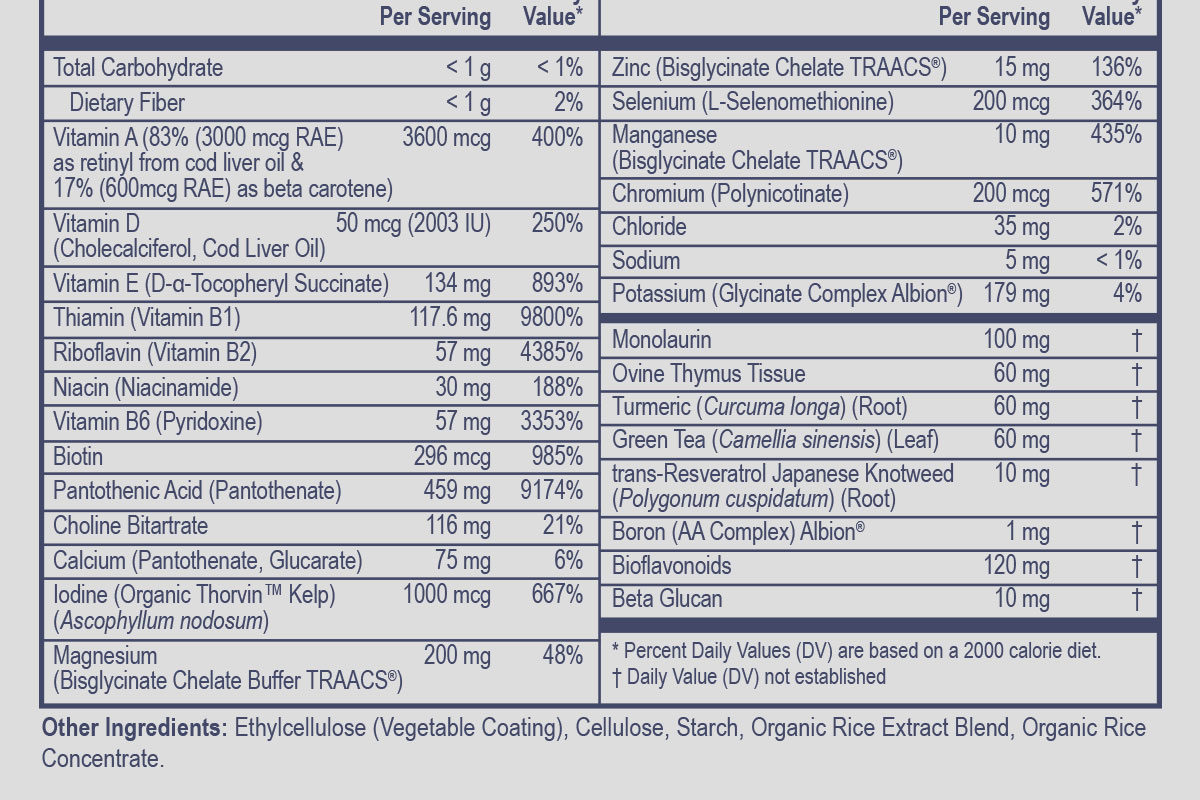 Per Serving Value*
Total Carbohydrate < 1 g < 1%
Dietary Fiber < 1 g 2%
Vitamin A (83% (3000 mcg RAE) 3600 mcg 400%
as retinyl from cod liver oil &
17% (600mcg RAE) as beta carotene)
Vitamin D 50 mcg (2003 IU) 250%
(Cholecalciferol, Cod Liver Oil)
Vitamin E (D-α-Tocopheryl Succinate) 134 mg 893%
Thiamin (Vitamin B1) 117.6 mg 9800%
Riboflavin (Vitamin B2) 57 mg 4385%
Niacin (Niacinamide) 30 mg 188%
Vitamin B6 (Pyridoxine) 57 mg 3353%
Biotin 296 mcg 985%
Pantothenic Acid (Pantothenate) 459 mg 9174%
Choline Bitartrate 116 mg 21%
Calcium (Pantothenate, Glucarate) 75 mg 6%
Iodine (Organic Thorvin™ Kelp) 1000 mcg 667%
(Ascophyllum nodosum)
Magnesium 200 mg 48%
(Bisglycinate Chelate Buffer TRAACS®)
Per Serving Value*
Zinc (Bisglycinate Chelate TRAACS®) 15 mg 136%
Selenium (L-Selenomethionine) 200 mcg 364%
Manganese 10 mg 435%
(Bisglycinate Chelate TRAACS®)
Chromium (Polynicotinate) 200 mcg 571%
Chloride 35 mg 2%
Sodium 5 mg < 1%
Potassium (Glycinate Complex Albion®) 179 mg 4%
Monolaurin 100 mg †
Ovine Thymus Tissue 60 mg †
Turmeric (Curcuma longa) (Root) 60 mg †
Green Tea (Camellia sinensis) (Leaf) 60 mg †
trans-Resveratrol Japanese Knotweed 10 mg †
(Polygonum cuspidatum) (Root)
Boron (AA Complex) Albion® 1 mg †
Bioflavonoids 120 mg †
Beta Glucan 10 mg †
* Percent Daily Values (DV) are based on a 2000 calorie diet.
† Daily Value (DV) not established
Other Ingredients: Ethylcellulose (Vegetable Coating), Cellulose, Starch, Organic Rice Extract Blend, Organic Rice
Concentrate.